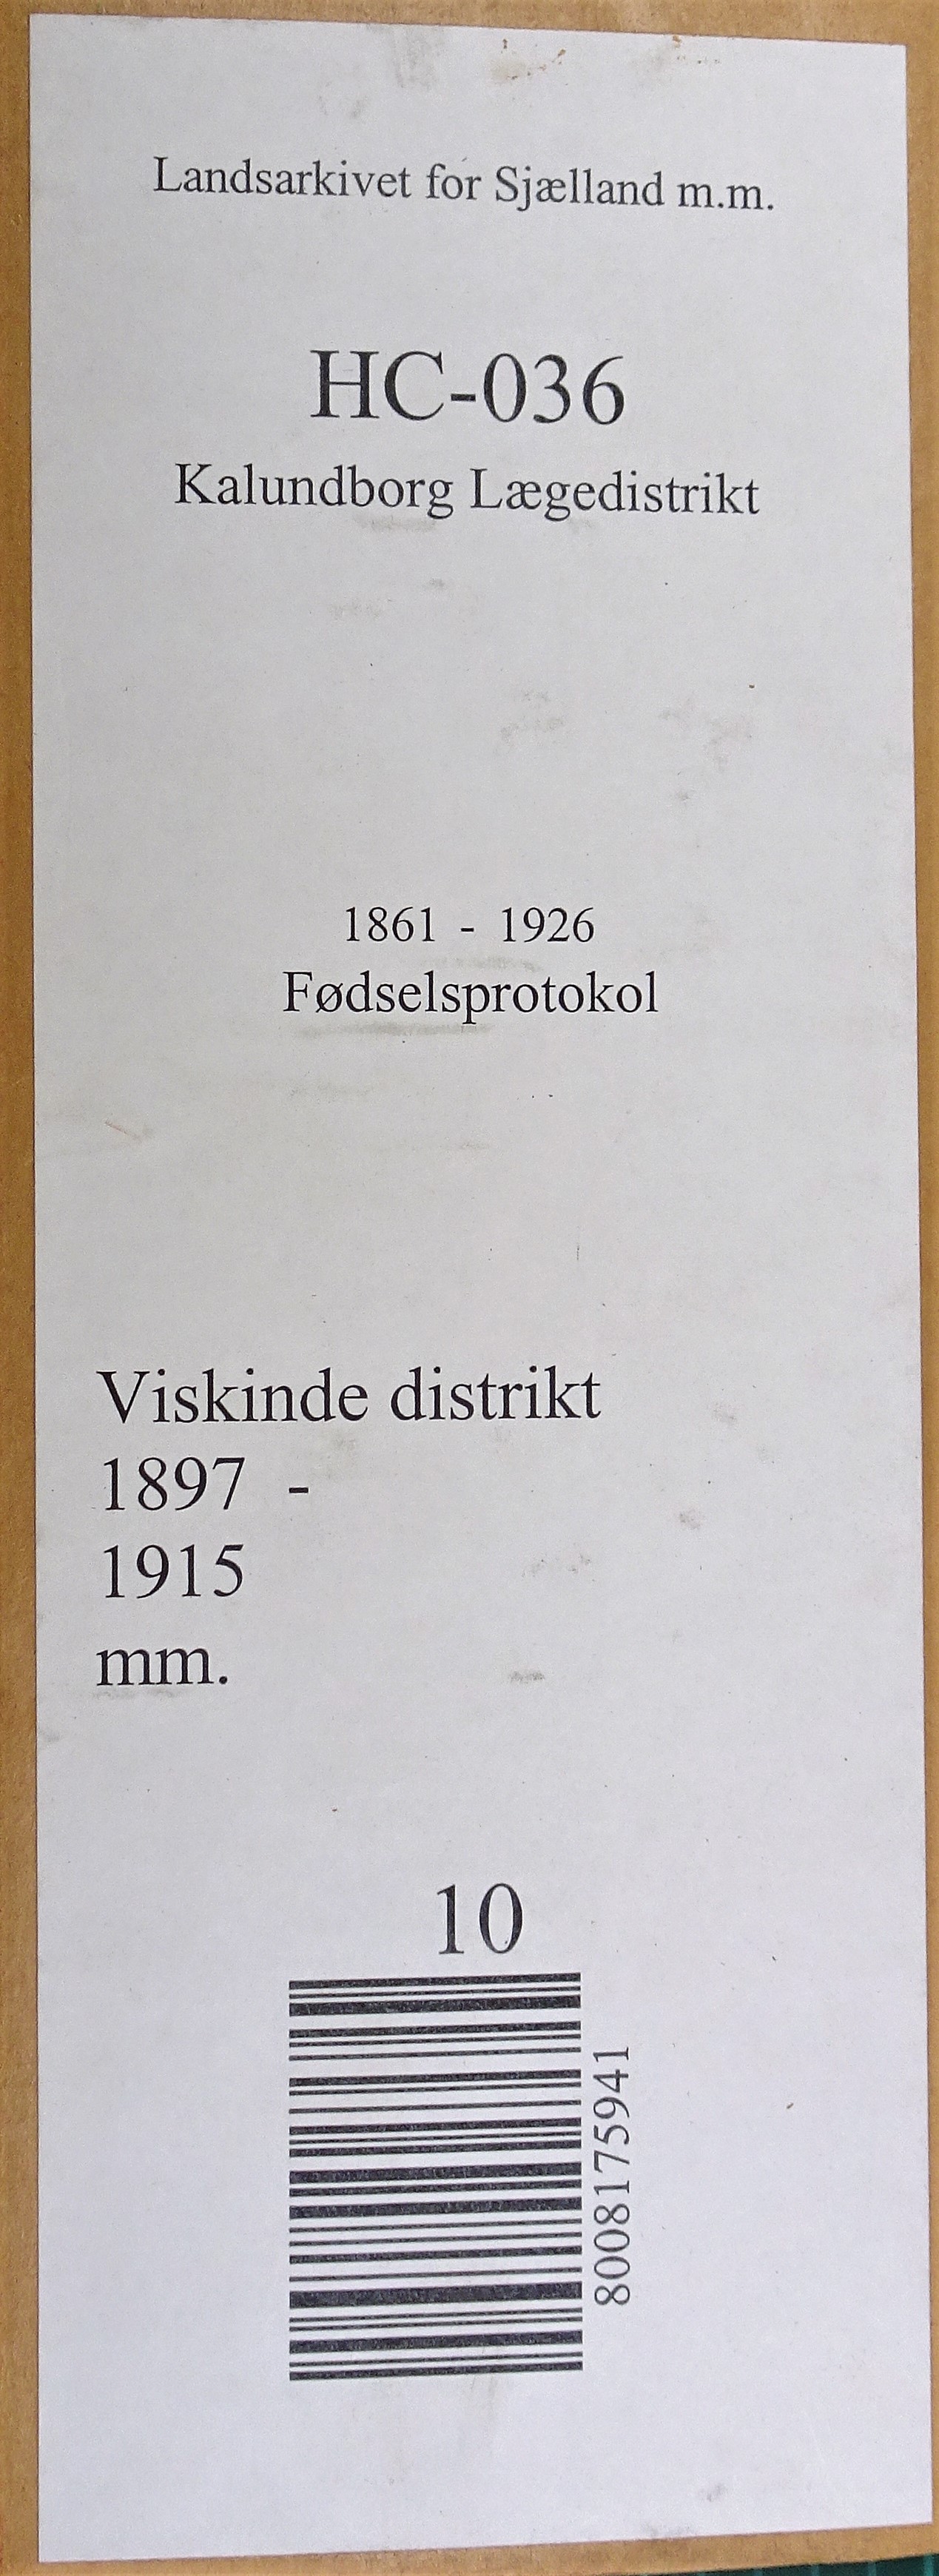 Landsarkivet for Sjælland m.m.
HC-036
Kalundborg Lægedistrikt
1861 - 1926
Fødselsprotokol
Viskinde distrikt
1897 -
1915
mm.
10
8008175941